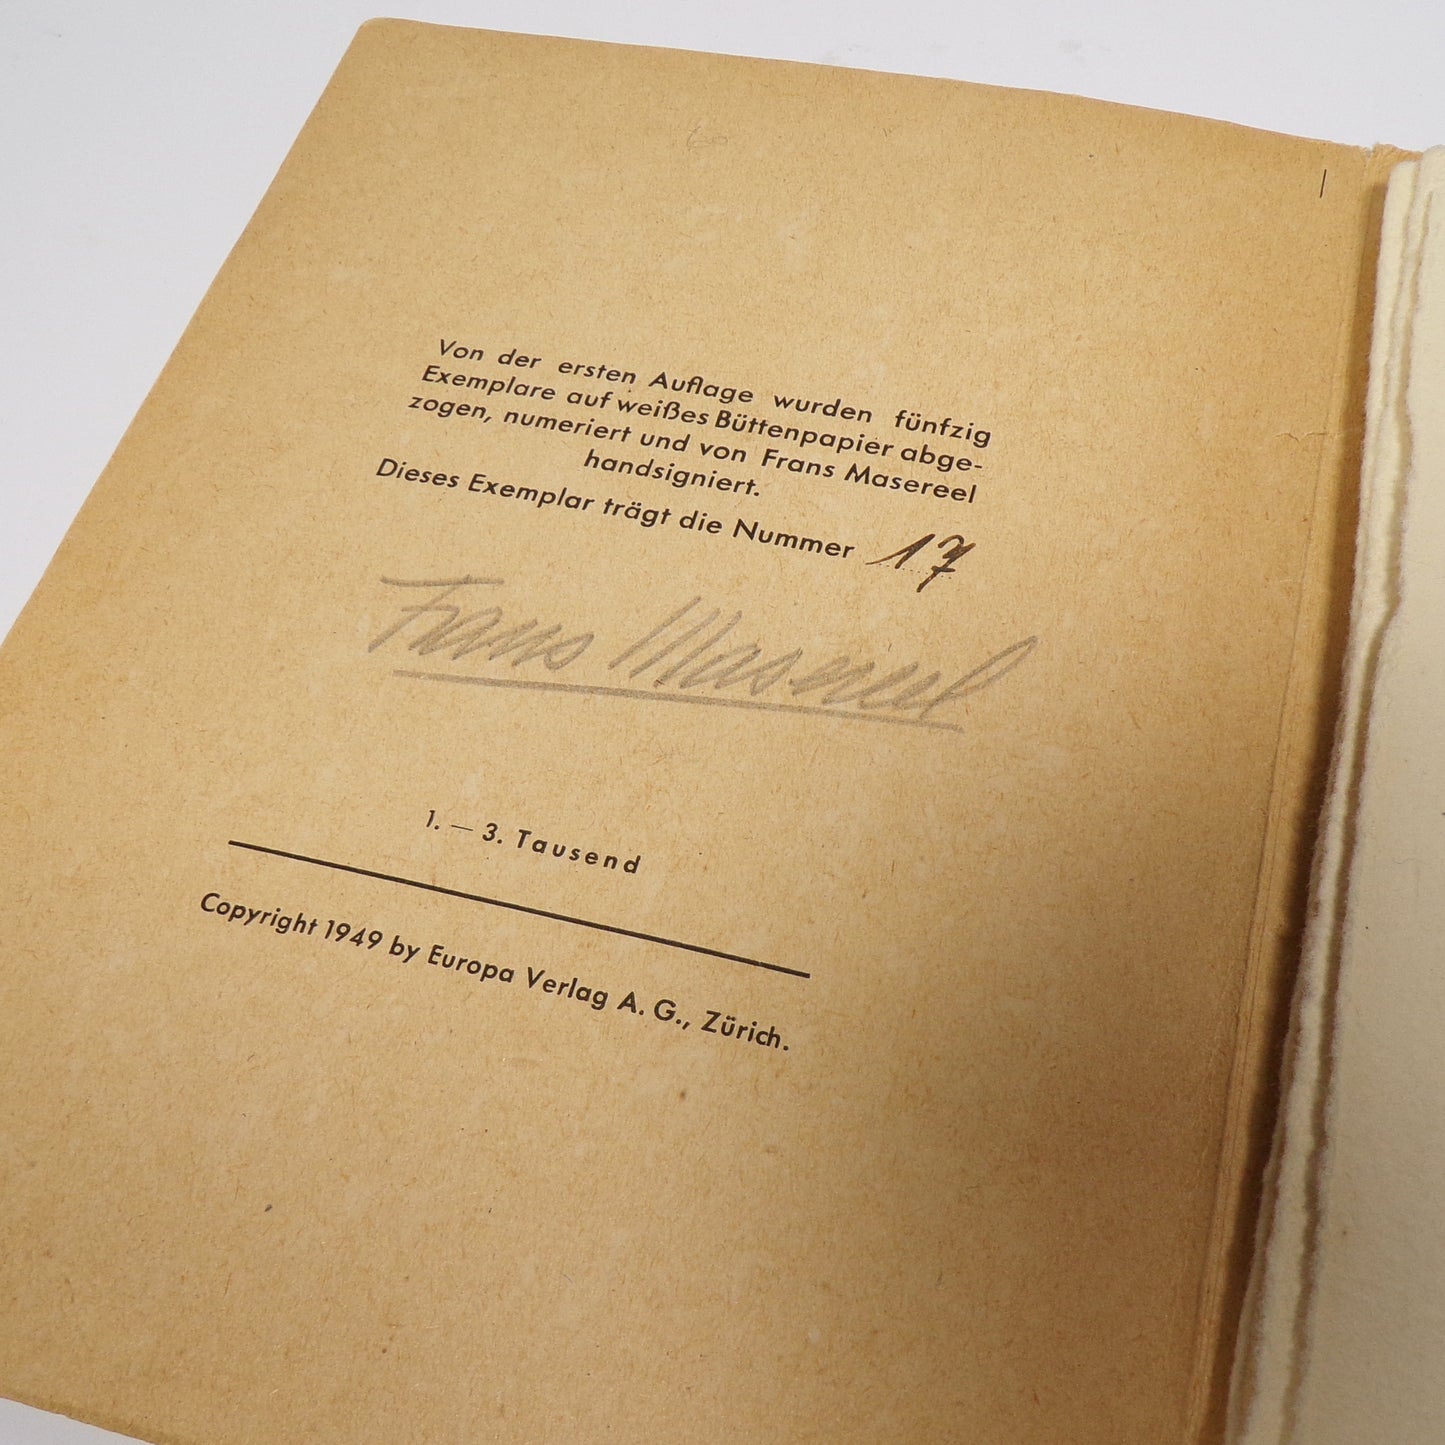 Von der ersten Auflage wurden fünfzig
Exemplare auf weißes Büttenpapier abge-
zogen, numeriert und von Frans Masereel
handsigniert.
Dieses Exemplar trägt die Nummer 17
Frans Masereel
1. — 3. Tausend
Copyright 1949 by Europa Verlag A. G., Zürich.